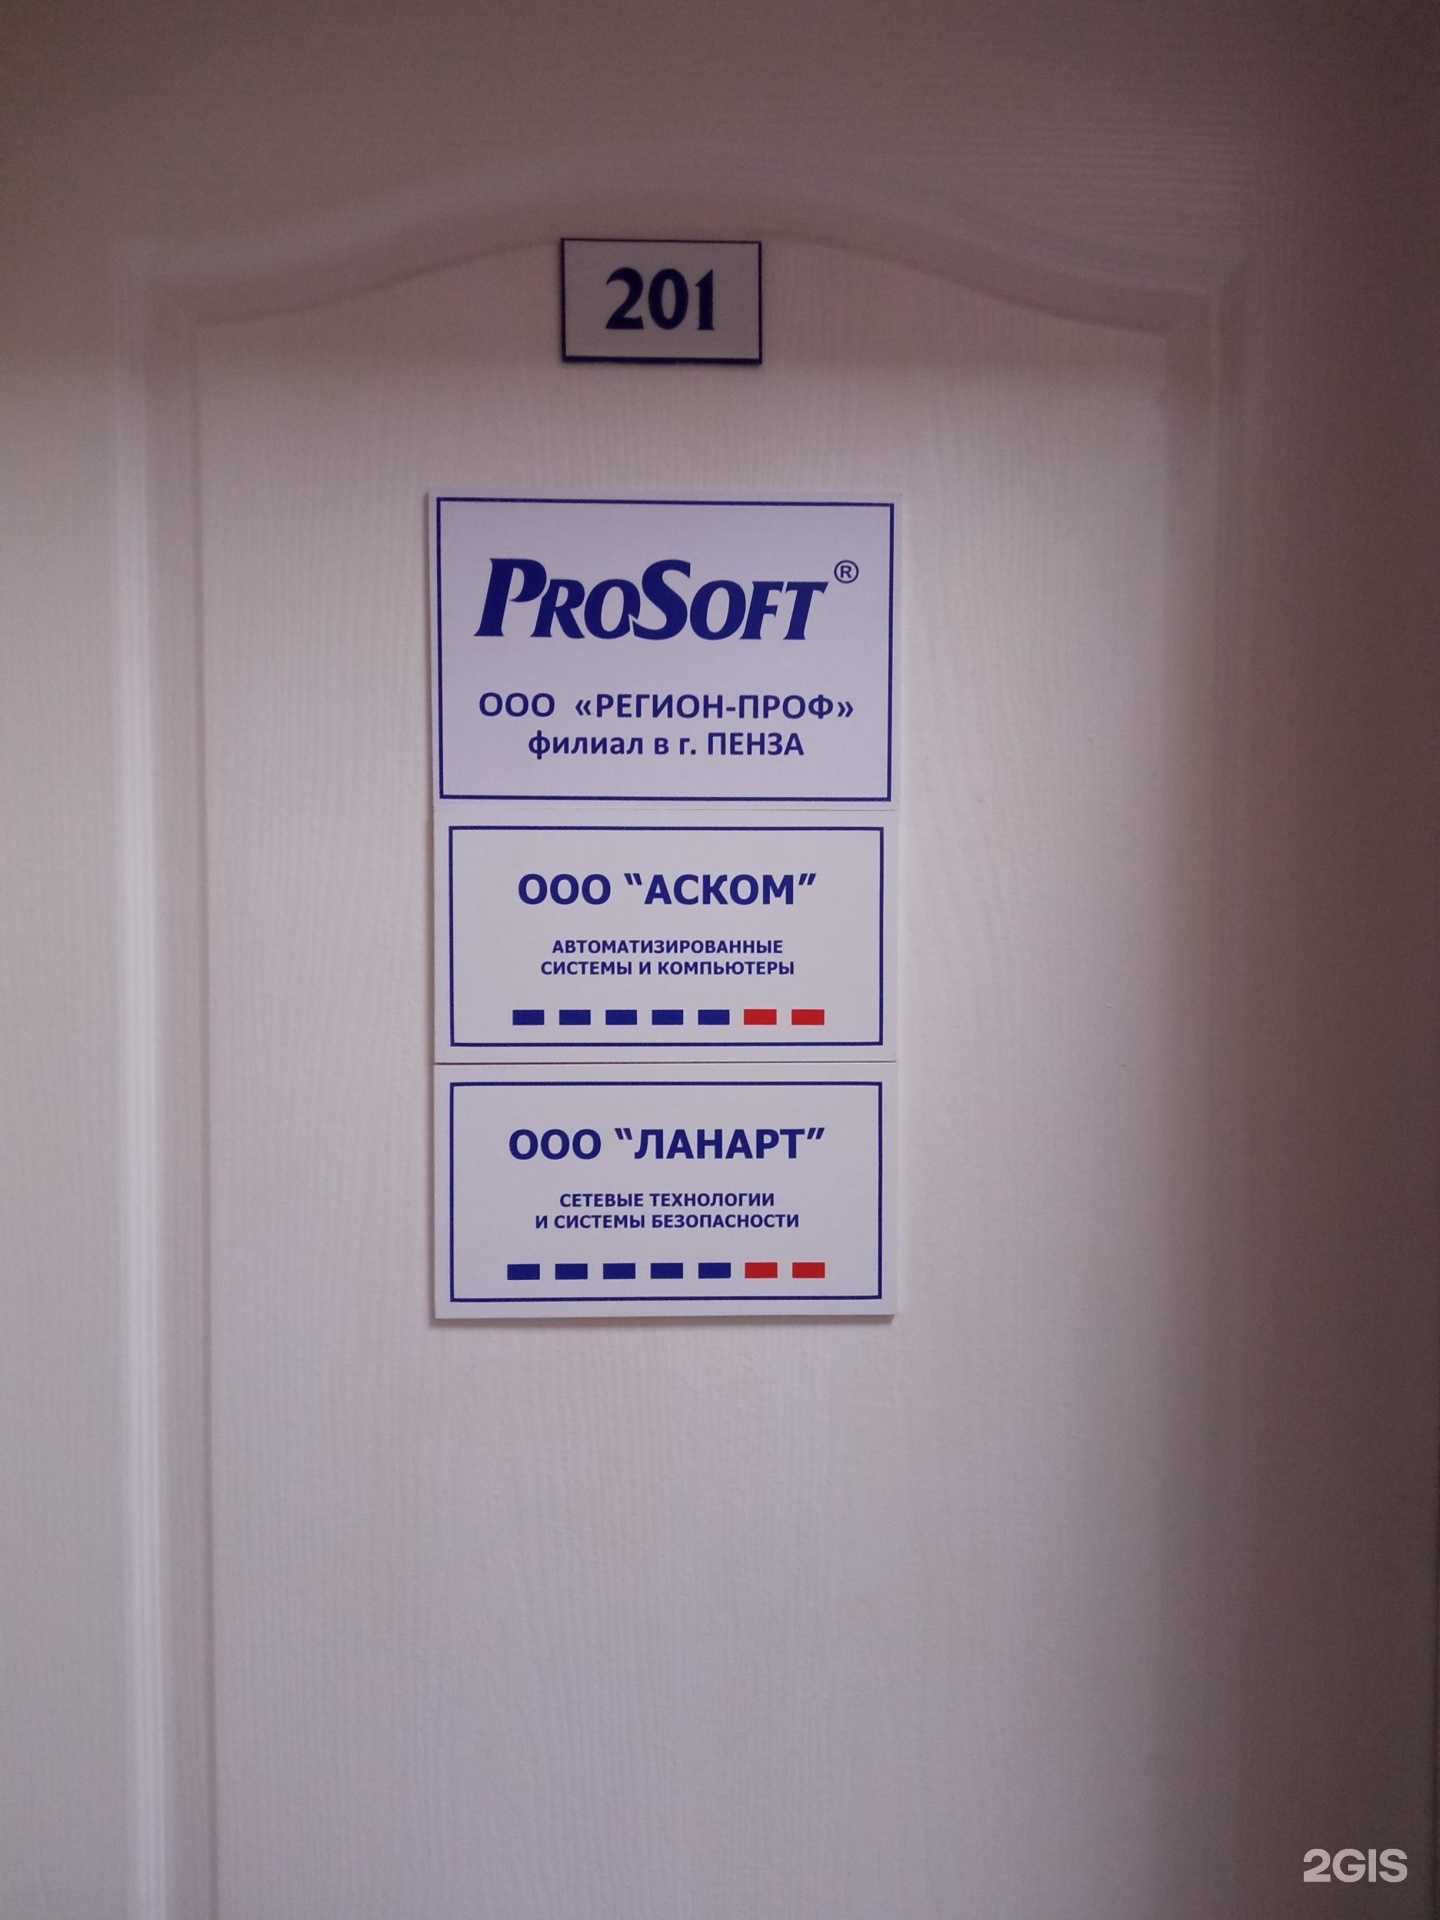 201
PROSOFT®
ООО «РЕГИОН-ПРОФ»
филиал в г. ПЕНЗА
ООО “АСКОМ”
АВТОМАТИЗИРОВАННЫЕ
СИСТЕМЫ И КОМПЬЮТЕРЫ
ООО “ЛАНАРТ”
СЕТЕВЫЕ ТЕХНОЛОГИИ
И СИСТЕМЫ БЕЗОПАСНОСТИ
2GIS